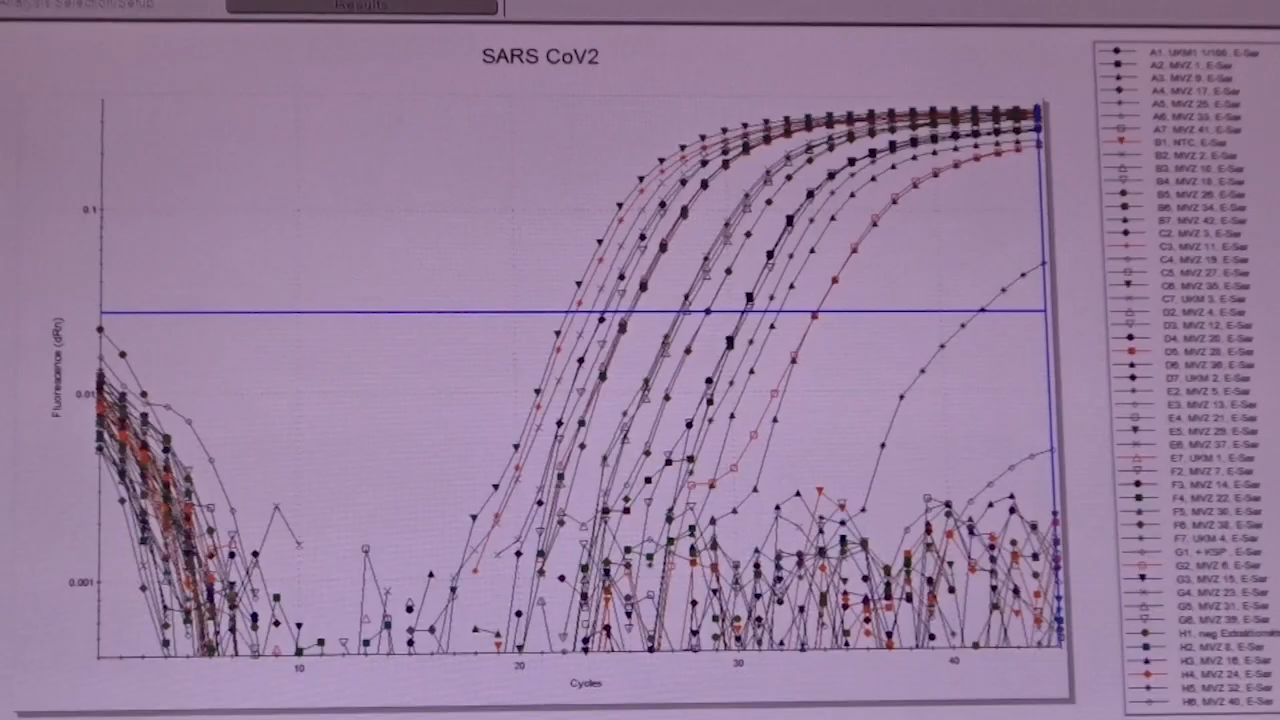 Analysis Selection/Setup
Results
SARS CoV2
Fluorescence (dRn)
0.1
0.01
0.001
10
20
30
40
Cycles
A1, UKM1 1/100, E-Sar
A2, MVZ 1, E-Sar
A3, MVZ 9, E-Sar
A4, MVZ 17, E-Sar
A5, MVZ 25, E-Sar
A6, MVZ 33, E-Sar
A7, MVZ 41, E-Sar
B1, NTC, E-Sar
B2, MVZ 2, E-Sar
B3, MVZ 10, E-Sar
B4, MVZ 18, E-Sar
B5, MVZ 26, E-Sar
B6, MVZ 34, E-Sar
B7, MVZ 42, E-Sar
C2, MVZ 3, E-Sar
C3, MVZ 11, E-Sar
C4, MVZ 19, E-Sar
C5, MVZ 27, E-Sar
C6, MVZ 35, E-Sar
C7, UKM 3, E-Sar
D2, MVZ 4, E-Sar
D3, MVZ 12, E-Sar
D4, MVZ 20, E-Sar
D5, MVZ 28, E-Sar
D6, MVZ 36, E-Sar
D7, UKM 2, E-Sar
E2, MVZ 5, E-Sar
E3, MVZ 13, E-Sar
E4, MVZ 21, E-Sar
E5, MVZ 29, E-Sar
E6, MVZ 37, E-Sar
E7, UKM 1, E-Sar
F2, MVZ 7, E-Sar
F3, MVZ 14, E-Sar
F4, MVZ 22, E-Sar
F5, MVZ 30, E-Sar
F6, MVZ 38, E-Sar
F7, UKM 4, E-Sar
G1, + KSP , E-Sar
G2, MVZ 6, E-Sar
G3, MVZ 15, E-Sar
G4, MVZ 23, E-Sar
G5, MVZ 31, E-Sar
G6, MVZ 39, E-Sar
H1, neg Extraktions
H2, MVZ 8, E-Sar
H3, MVZ 16, E-Sar
H4, MVZ 24, E-Sar
H5, MVZ 32, E-Sar
H6, MVZ 40, E-Sar